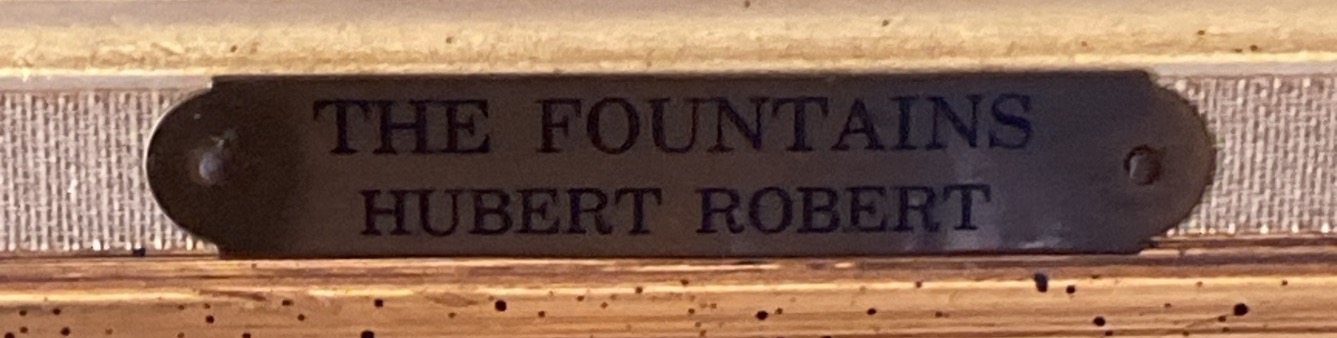 THE FOUNTAINS
HUBERT ROBERT